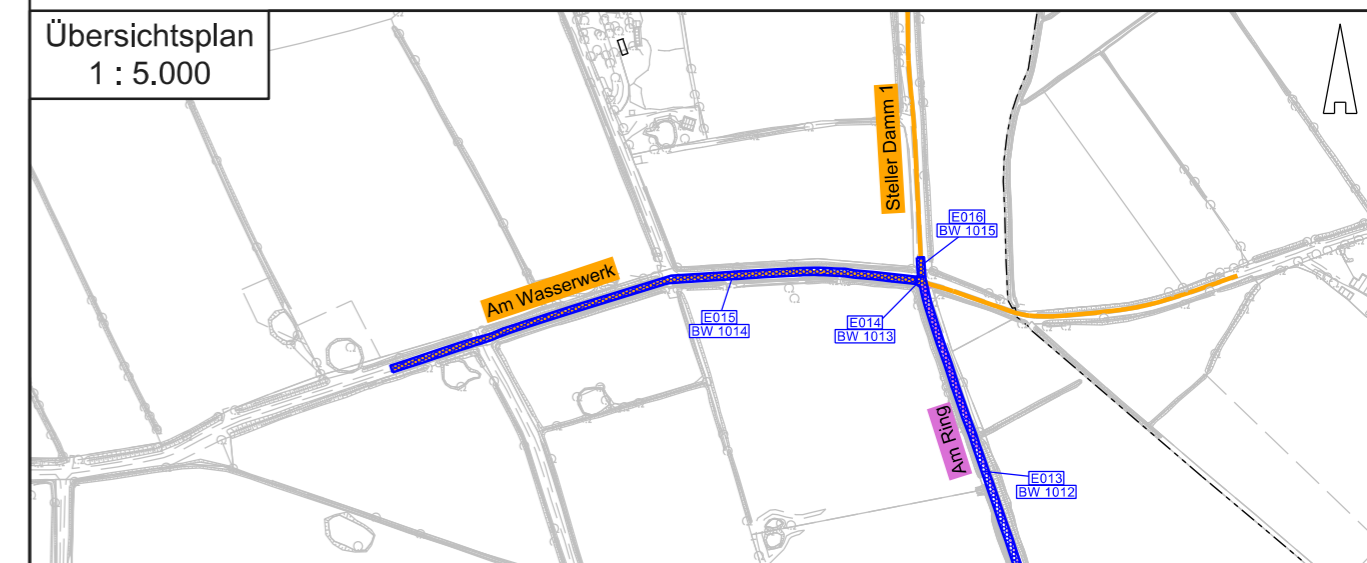 Übersichtsplan
1 : 5.000
Steller Damm 1
E016
BW 1015
Am Wasserwerk
E015
BW 1014
E014
BW 1013
Am Ring
E013
BW 1012